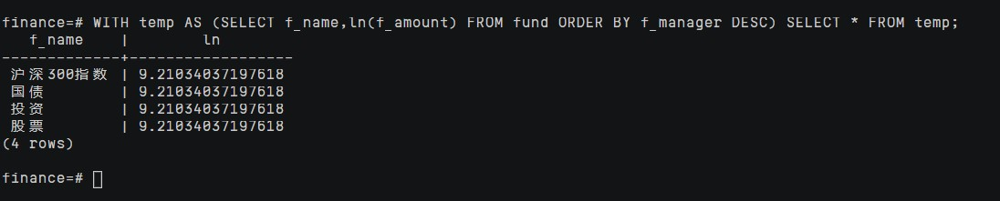 finance=# WITH temp AS (SELECT f_name,ln(f_amount) FROM fund ORDER BY f_manager DESC) SELECT * FROM temp;
   f_name    |        ln
-------------+------------------
 沪深300指数 | 9.21034037197618
 国债        | 9.21034037197618
 投资        | 9.21034037197618
 股票        | 9.21034037197618
(4 rows)

finance=#